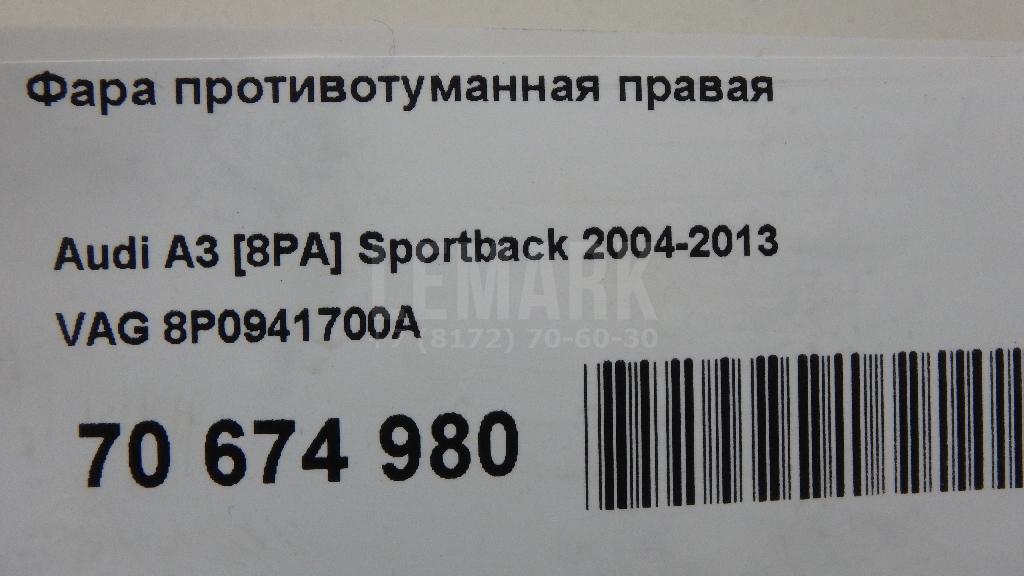 Фара противотуманная правая
Audi A3 [8PA] Sportback 2004-2013
LEMARK
VAG 8P0941700A
+7 (8172) 70-60-30
70 674 980